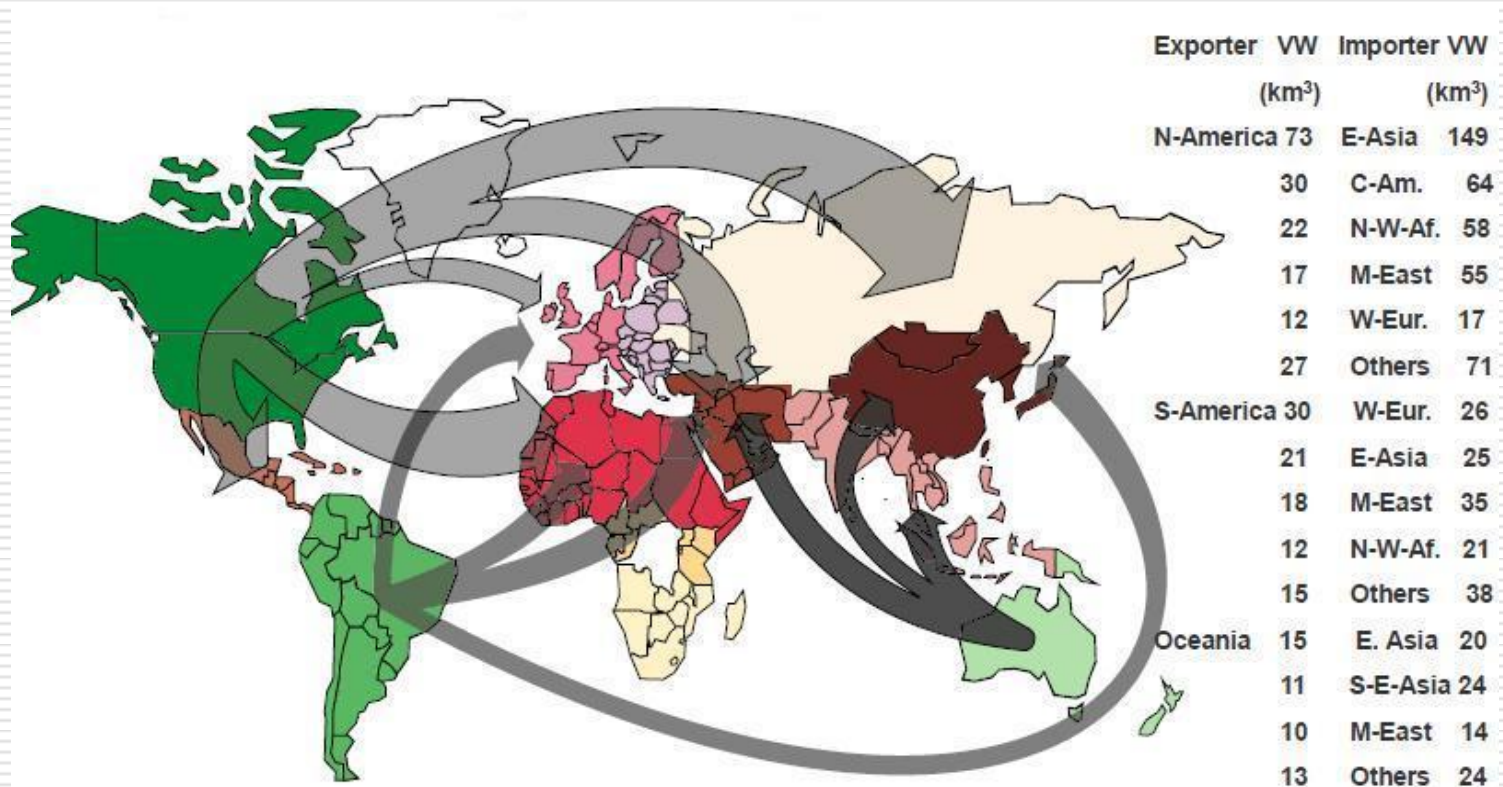 Exporter VW Importer VW
(km³) (km³)
N-America 73 E-Asia 149
30 C-Am. 64
22 N-W-Af. 58
17 M-East 55
12 W-Eur. 17
27 Others 71
S-America 30 W-Eur. 26
21 E-Asia 25
18 M-East 35
12 N-W-Af. 21
15 Others 38
Oceania 15 E. Asia 20
11 S-E-Asia 24
10 M-East 14
13 Others 24